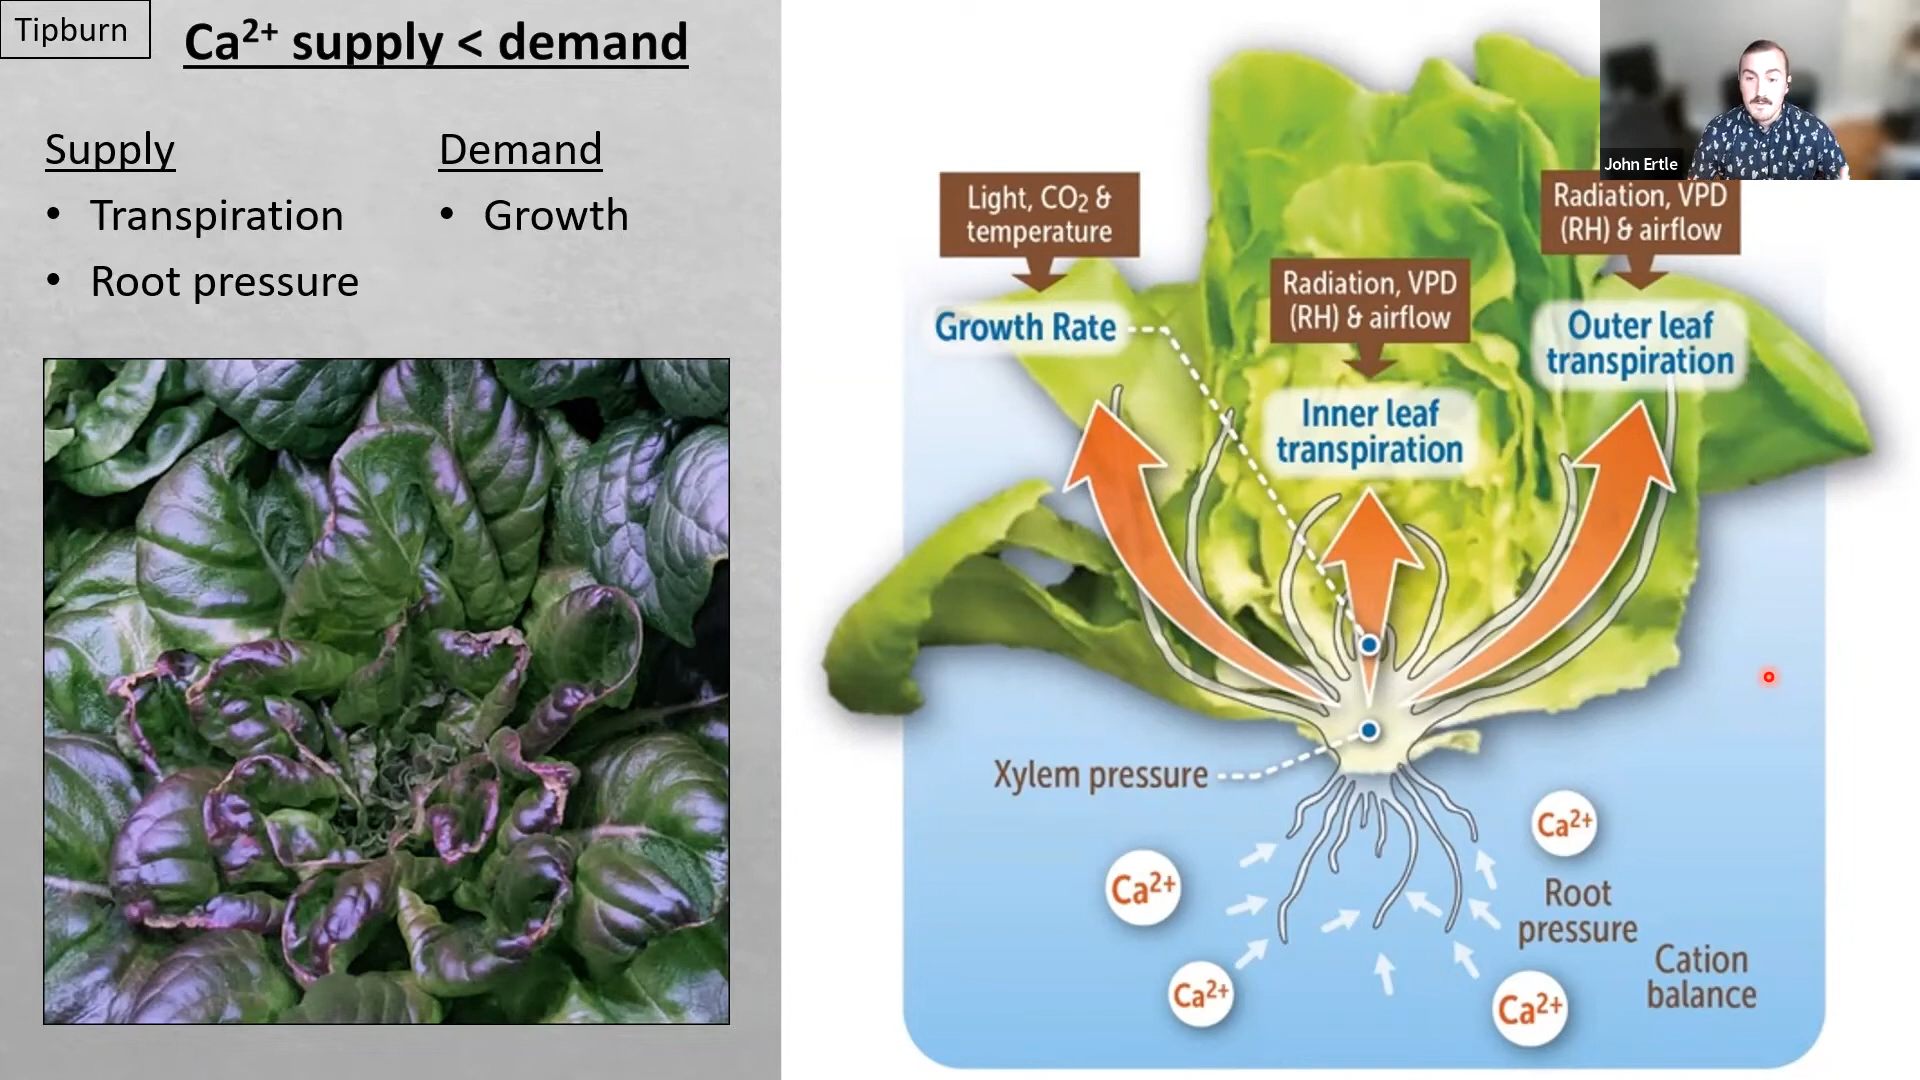 Tipburn
Ca²⁺ supply < demand
Supply
• Transpiration
• Root pressure
Demand
• Growth
John Ertle
Light, CO₂ &
temperature
Growth Rate
Radiation, VPD
(RH) & airflow
Inner leaf
transpiration
Radiation, VPD
(RH) & airflow
Outer leaf
transpiration
Xylem pressure
Ca²⁺
Ca²⁺
Ca²⁺
Ca²⁺
Root
pressure
Cation
balance